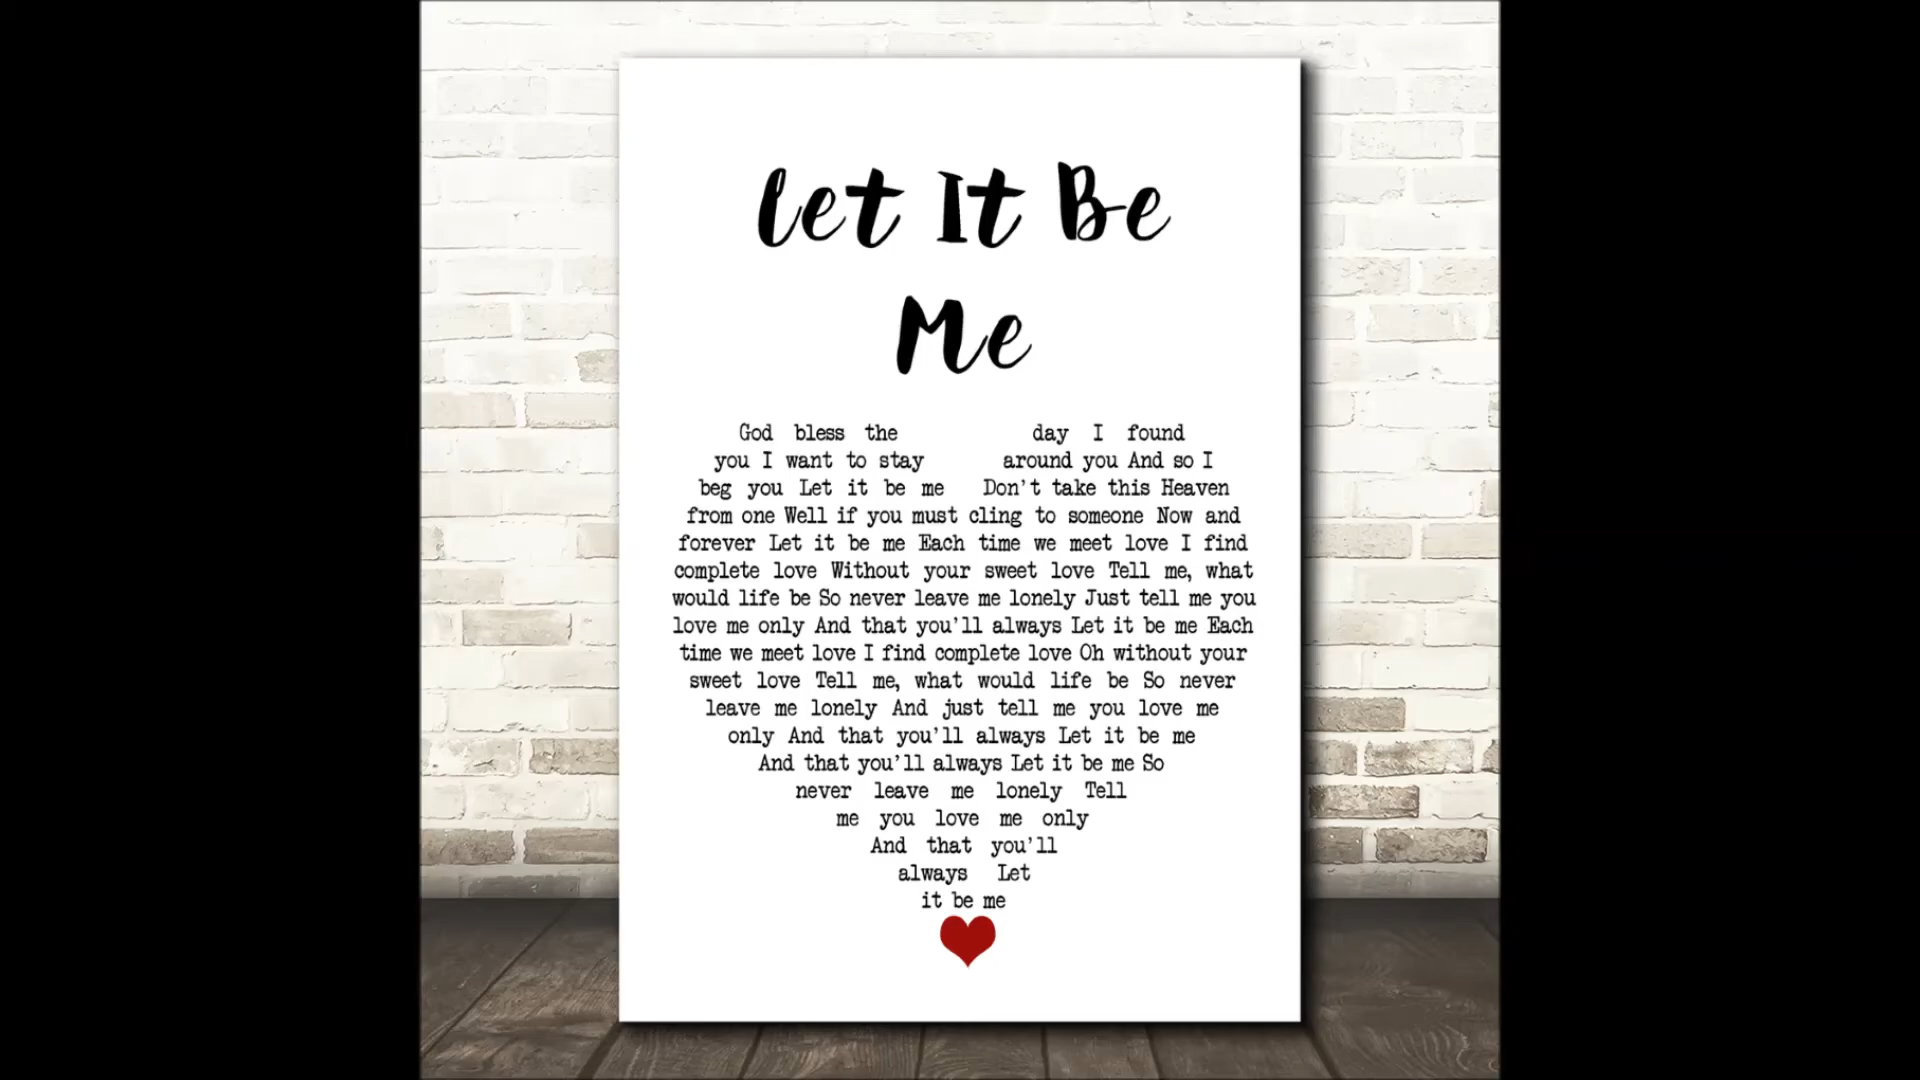 Let It Be
Me
God bless the day I found
you I want to stay around you And so I
beg you Let it be me Don't take this Heaven
from one Well if you must cling to someone Now and
forever Let it be me Each time we meet love I find
complete love Without your sweet love Tell me, what
would life be So never leave me lonely Just tell me you
love me only And that you'll always Let it be me Each
time we meet love I find complete love Oh without your
sweet love Tell me, what would life be So never
leave me lonely And just tell me you love me
only And that you'll always Let it be me
And that you'll always Let it be me So
never leave me lonely Tell
me you love me only
And that you'll
always Let
it be me